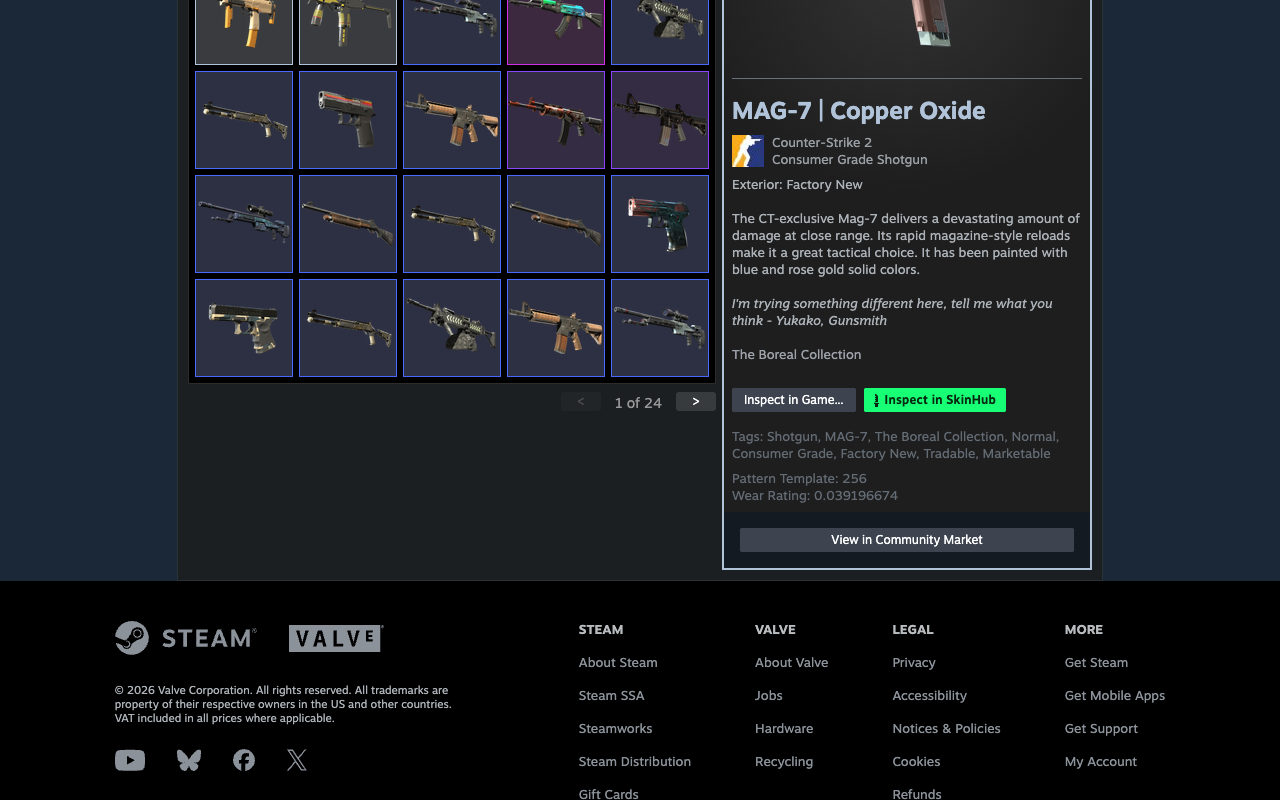 MAG-7 | Copper Oxide
Counter-Strike 2
Consumer Grade Shotgun
Exterior: Factory New
The CT-exclusive Mag-7 delivers a devastating amount of
damage at close range. Its rapid magazine-style reloads
make it a great tactical choice. It has been painted with
blue and rose gold solid colors.
I'm trying something different here, tell me what you
think - Yukako, Gunsmith
The Boreal Collection
Inspect in Game...
Inspect in SkinHub
Tags: Shotgun, MAG-7, The Boreal Collection, Normal,
Consumer Grade, Factory New, Tradable, Marketable
Pattern Template: 256
Wear Rating: 0.039196674
View in Community Market
< 1 of 24 >
STEAM®
VALVE®
© 2026 Valve Corporation. All rights reserved. All trademarks are
property of their respective owners in the US and other countries.
VAT included in all prices where applicable.
STEAM
About Steam
Steam SSA
Steamworks
Steam Distribution
Gift Cards
VALVE
About Valve
Jobs
Hardware
Recycling
LEGAL
Privacy
Accessibility
Notices & Policies
Cookies
Refunds
MORE
Get Steam
Get Mobile Apps
Get Support
My Account